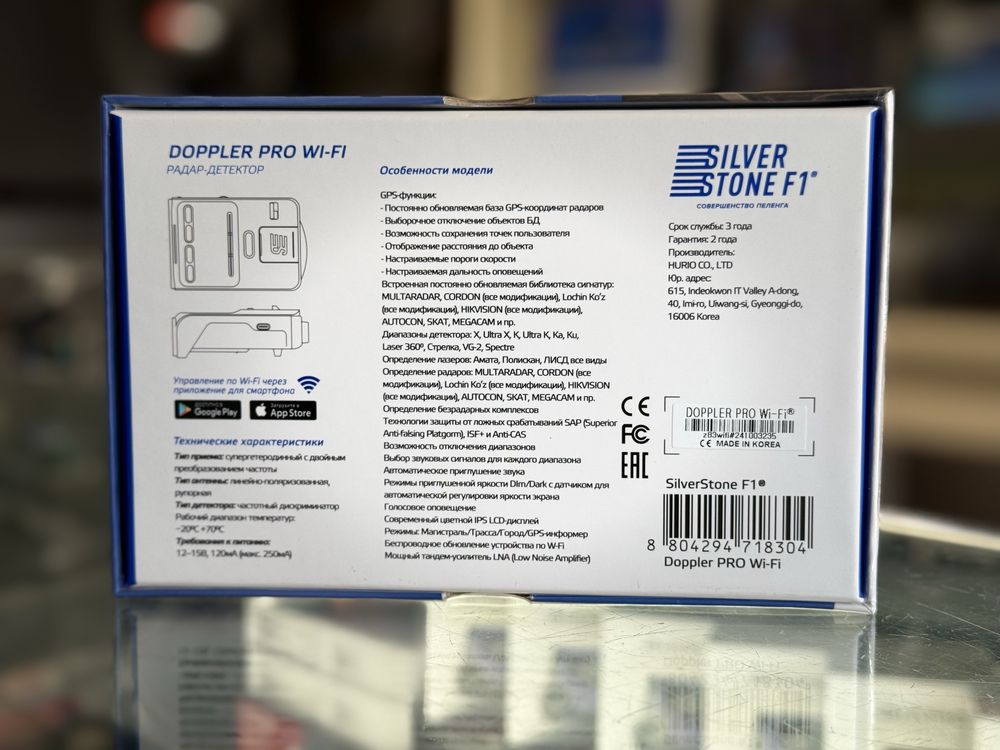 DOPPLER PRO WI-FI
РАДАР-ДЕТЕКТОР
Управление по Wi-Fi через
приложение для смартфона
ДОСТУПНО В
Google Play
Загрузите в
App Store
Технические характеристики
Тип приема: супергетеродинный с двойным
преобразованием частоты
Тип антенны: линейно-поляризованная,
рупорная
Тип детектора: частотный дискриминатор
Рабочий диапазон температур:
−20ºC +70ºC
Требования к питанию:
12–15В, 120мА (макс. 250мА)
Особенности модели
GPS-функции:
- Постоянно обновляемая база GPS-координат радаров
- Выборочное отключение объектов БД
- Возможность сохранения точек пользователя
- Отображение расстояния до объекта
- Настраиваемые пороги скорости
- Настраиваемая дальность оповещений
Встроенная постоянно обновляемая библиотека сигнатур:
MULTARADAR, CORDON (все модификации), Lochin Ko'z
(все модификации), HIKVISION (все модификации),
AUTOCON, SKAT, MEGACAM и пр.
Диапазоны детектора: X, Ultra X, K, Ultra K, Ka, Ku,
Laser 360º, Стрелка, VG-2, Spectre
Определение лазеров: Амата, Полискан, ЛИСД все виды
Определение радаров: MULTARADAR, CORDON (все
модификации), Lochin Ko'z (все модификации), HIKVISION
(все модификации), AUTOCON, SKAT, MEGACAM и пр.
Определение безрадарных комплексов
Технологии защиты от ложных срабатываний SAP (Superior
Anti-falsing Platgorm), ISF+ и Anti-CAS
Возможность отключения диапазонов
Выбор звуковых сигналов для каждого диапазона
Автоматическое приглушение звука
Режимы приглушенной яркости Dim/Dark с датчиком для
автоматической регулировки яркости экрана
Голосовое оповещение
Современный цветной IPS LCD-дисплей
Режимы: Магистраль/Трасса/Город/GPS-информер
Беспроводное обновление устройства по Wi-Fi
Мощный тандем-усилитель LNA (Low Noise Amplifier)
SILVER
STONE F1®
СОВЕРШЕНСТВО ПЕЛЕНГА
Срок службы: 3 года
Гарантия: 2 года
Производитель:
HURIO CO., LTD
Юр. адрес:
615, Indeokwon IT Valley A-dong,
40, Imi-ro, Uiwang-si, Gyeonggi-do,
16006 Korea
CE
FC
EAC
DOPPLER PRO Wi-Fi®
z83wifi#241003235
CE MADE IN KOREA
SilverStone F1®
8 804294 718304
Doppler PRO Wi-Fi